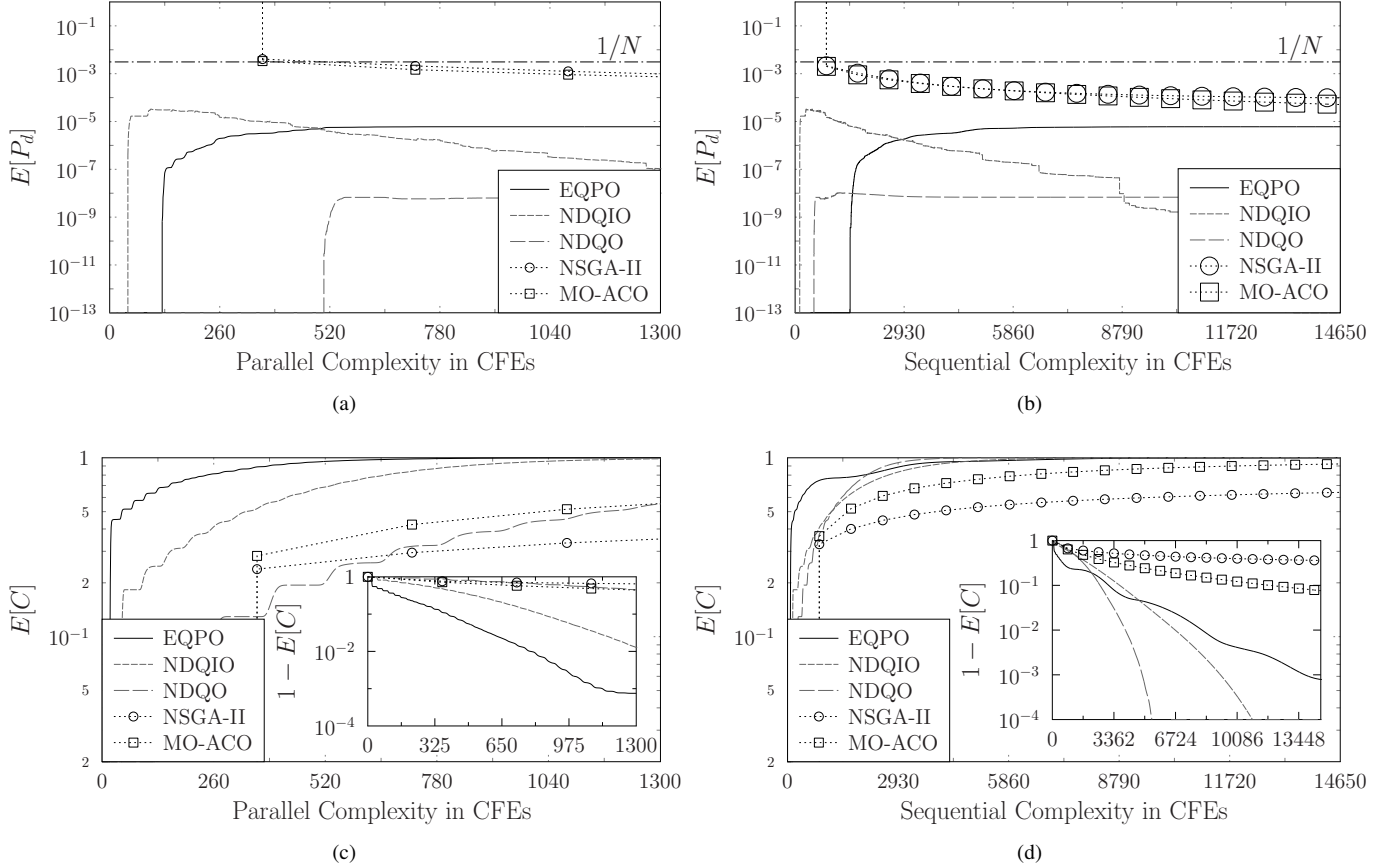 10^{-1}
10^{-3}
10^{-5}
10^{-7}
10^{-9}
10^{-11}
10^{-13}
E[P_d]
1/N
EQPO
NDQIO
NDQO
NSGA-II
MO-ACO
0 260 520 780 1040 1300
Parallel Complexity in CFEs
(a)
10^{-1}
10^{-3}
10^{-5}
10^{-7}
10^{-9}
10^{-11}
10^{-13}
E[P_d]
1/N
EQPO
NDQIO
NDQO
NSGA-II
MO-ACO
0 2930 5860 8790 11720 14650
Sequential Complexity in CFEs
(b)
1
5
2
10^{-1}
5
2
E[C]
EQPO
NDQIO
NDQO
NSGA-II
MO-ACO
1
10^{-2}
10^{-4}
1 − E[C]
0 325 650 975 1300
0 260 520 780 1040 1300
Parallel Complexity in CFEs
(c)
1
5
2
10^{-1}
5
2
E[C]
EQPO
NDQIO
NDQO
NSGA-II
MO-ACO
1
10^{-1}
10^{-2}
10^{-3}
10^{-4}
1 − E[C]
0 3362 6724 10086 13448
0 2930 5860 8790 11720 14650
Sequential Complexity in CFEs
(d)